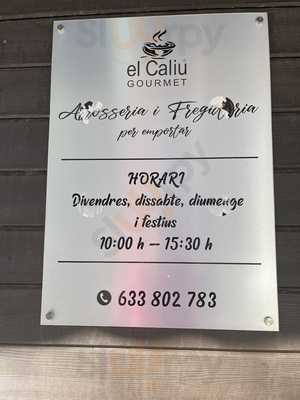 el Caliu
GOURMET
Arrosseria i Fregiduria
per emportar
HORARI
Divendres, dissabte, diumenge
i festius
10:00 h – 15:30 h
633 802 783